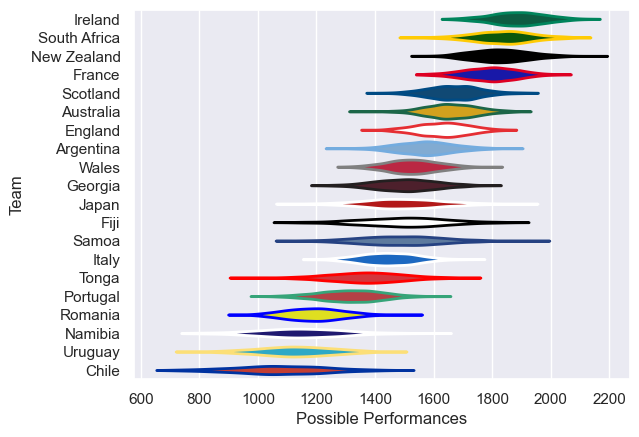 Ireland
South Africa
New Zealand
France
Scotland
Australia
England
Argentina
Wales
Georgia
Japan
Fiji
Samoa
Italy
Tonga
Portugal
Romania
Namibia
Uruguay
Chile
Team
600 800 1000 1200 1400 1600 1800 2000 2200
Possible Performances